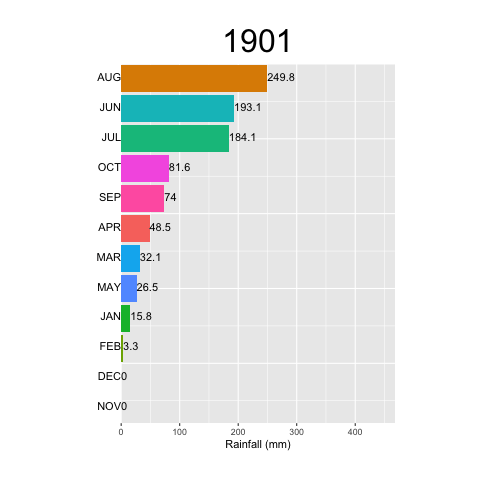 1901
AUG 249.8
JUN 193.1
JUL 184.1
OCT 81.6
SEP 74
APR 48.5
MAR 32.1
MAY 26.5
JAN 15.8
FEB 3.3
DEC 0
NOV 0
0 100 200 300 400
Rainfall (mm)